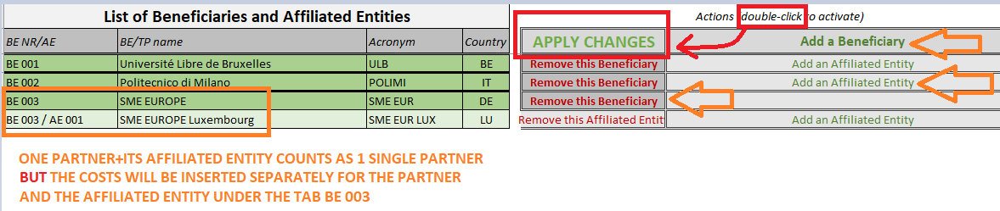 List of Beneficiaries and Affiliated Entities Actions (double-click to activate)
BE NR/AE BE/TP name Acronym Country APPLY CHANGES Add a Beneficiary
BE 001 Université Libre de Bruxelles ULB BE Remove this Beneficiary Add an Affiliated Entity
BE 002 Politecnico di Milano POLIMI IT Remove this Beneficiary Add an Affiliated Entity
BE 003 SME EUROPE SME EUR DE Remove this Beneficiary
BE 003 / AE 001 SME EUROPE Luxembourg SME EUR LUX LU Remove this Affiliated Entit Add an Affiliated Entity
ONE PARTNER+ITS AFFILIATED ENTITY COUNTS AS 1 SINGLE PARTNER
BUT THE COSTS WILL BE INSERTED SEPARATELY FOR THE PARTNER
AND THE AFFILIATED ENTITY UNDER THE TAB BE 003